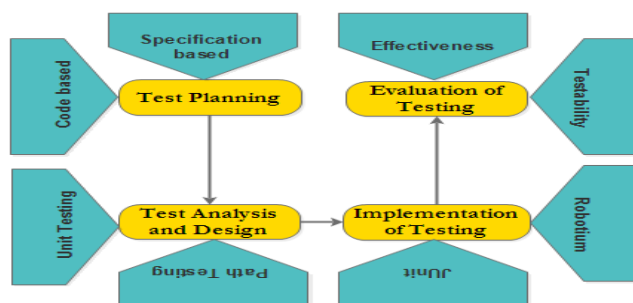 Specification
based
Effectiveness
Code based
Test Planning
Evaluation of
Testing
Testability
Unit Testing
Test Analysis
and Design
Implementation
of Testing
Robotium
Path Testing
JUnit